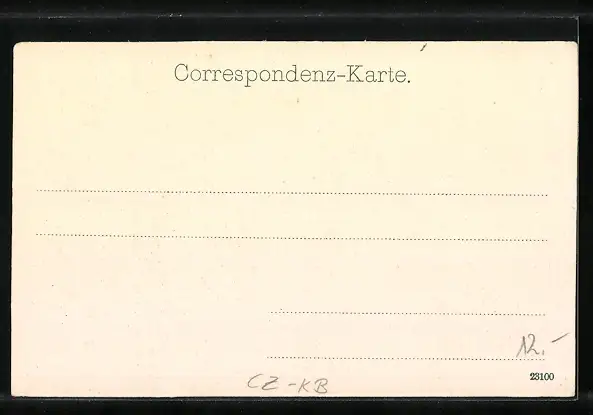 Correspondenz-Karte.
12.-
23100
CZ-KB